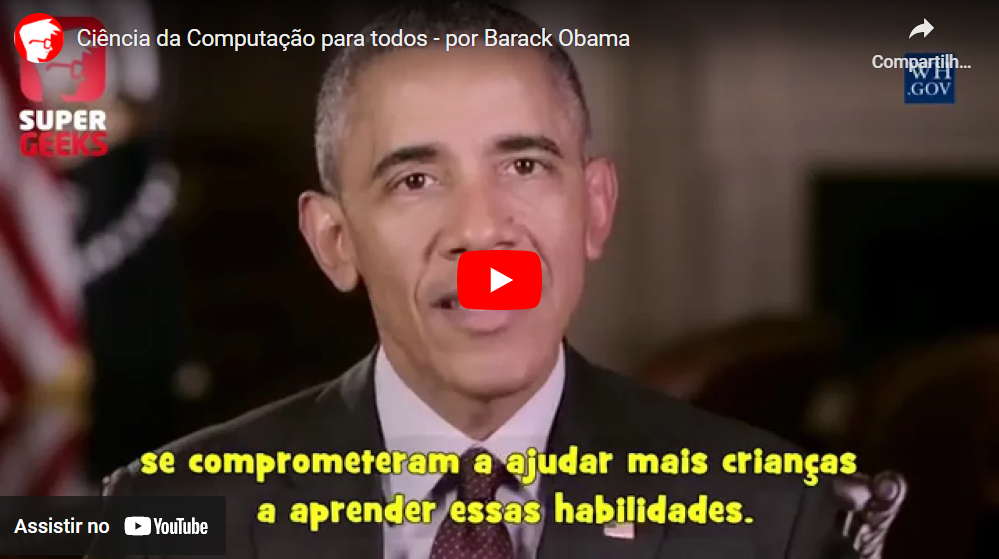 Ciência da Computação para todos - por Barack Obama
Compartilh...
WH
.GOV
SUPER
GEEKS
se comprometeram a ajudar mais crianças
a aprender essas habilidades.
Assistir no YouTube